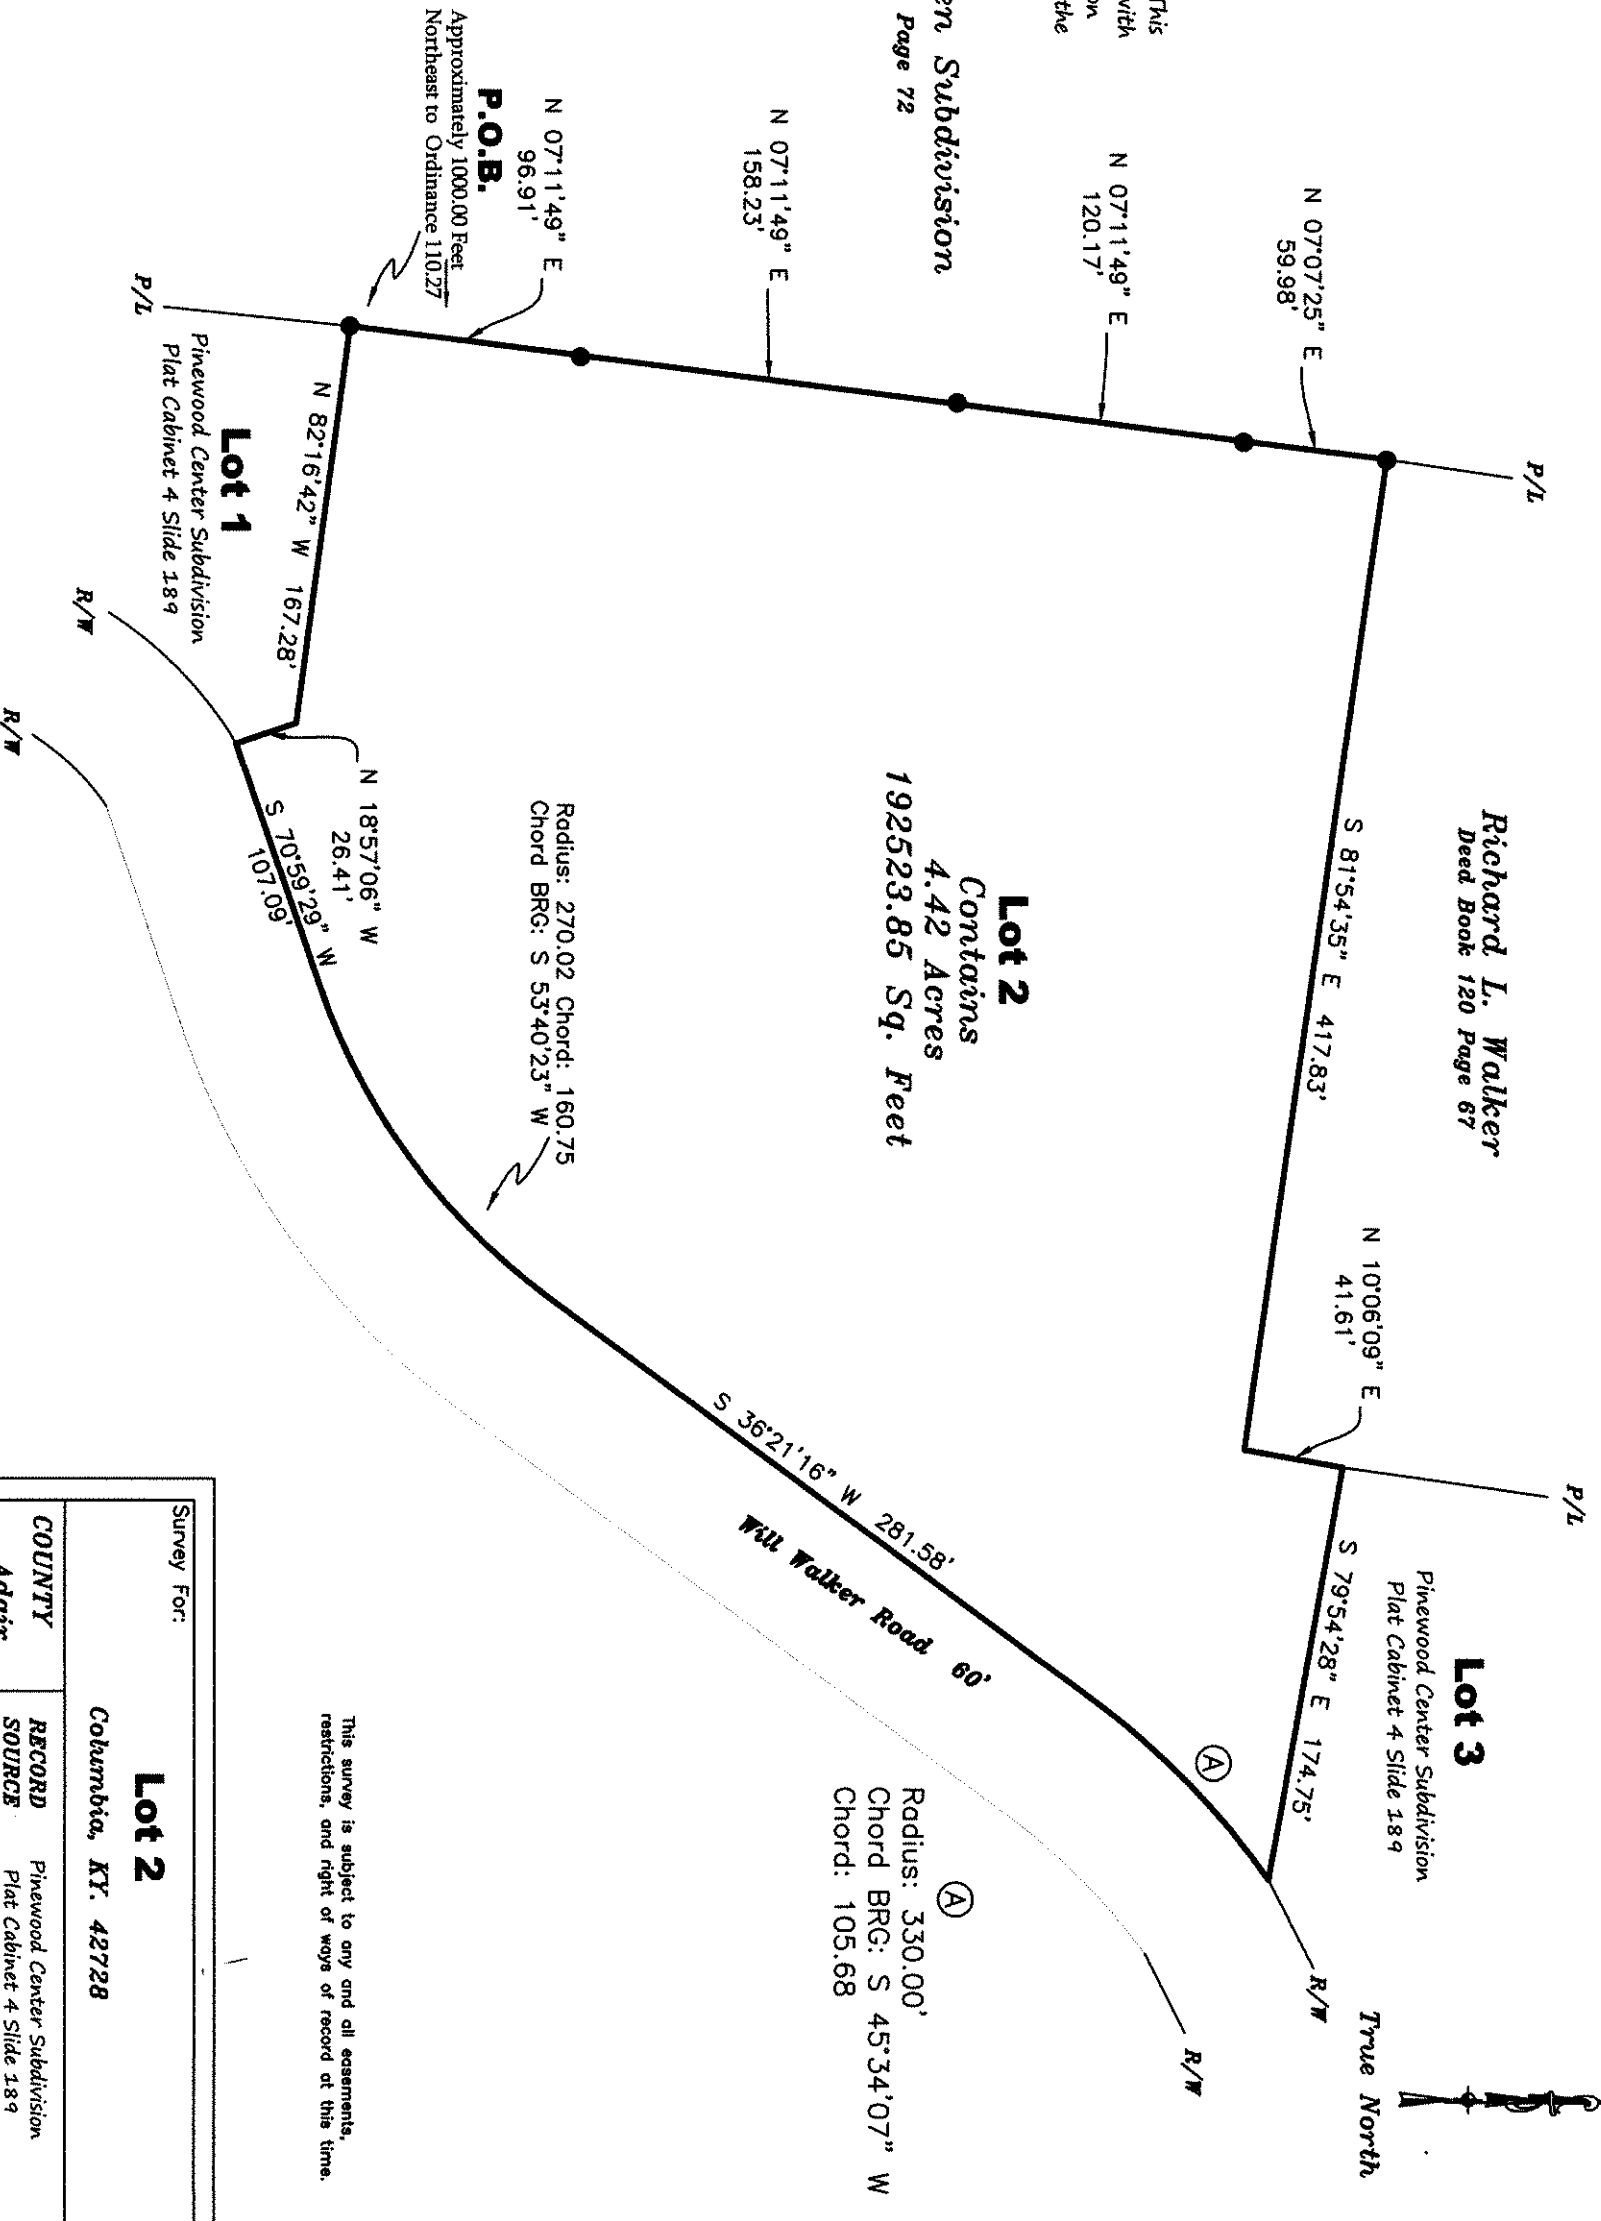 This
with
on
the
en Subdivision
Page 72
N 07°07'25" E
59.98'
N 07°11'49" E
120.17'
N 07°11'49" E
158.23'
N 07°11'49" E
96.91'
P.O.B.
Approximately 1000.00 Feet
Northeast to Ordinance 110.27
P/L
P/L
P/L
Richard L. Walker
Deed Book 120 Page 67
S 81°54'35" E 417.83'
N 10°06'09" E
41.61'
Lot 3
Pinewood Center Subdivision
Plat Cabinet 4 Slide 189
S 79°54'28" E 174.75'
True North
R/W
R/W
Lot 2
Contains
4.42 Acres
192523.85 Sq. Feet
A
A
Radius: 330.00'
Chord BRG: S 45°34'07" W
Chord: 105.68
S 36°21'16" W 281.58'
Will Walker Road 60'
Radius: 270.02 Chord: 160.75
Chord BRG: S 53°40'23" W
N 18°57'06" W
26.41'
S 70°59'29" W
107.09'
N 82°16'42" W 167.28'
Lot 1
Pinewood Center Subdivision
Plat Cabinet 4 Slide 189
R/W
R/W
This survey is subject to any and all easements,
restrictions, and right of ways of record at this time.
Survey For:
Lot 2
Columbia, KY. 42728
COUNTY
Adair
RECORD
SOURCE
Pinewood Center Subdivision
Plat Cabinet 4 Slide 189